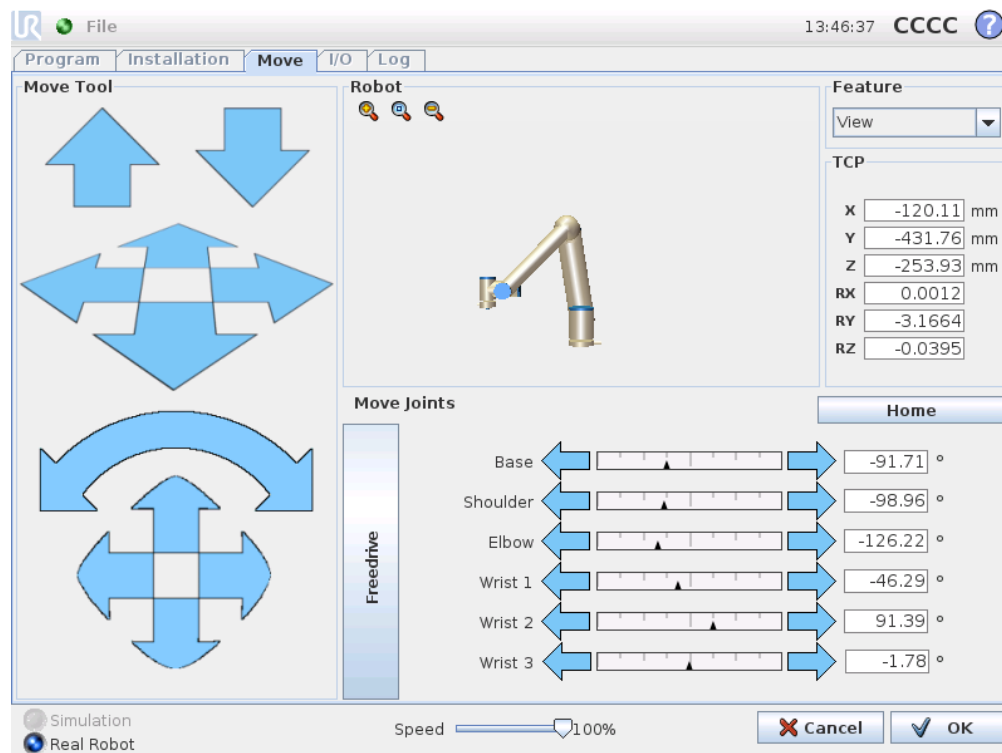 UR File 13:46:37 CCCC ?
Program Installation Move I/O Log
Move Tool
Robot
Feature
View
TCP
X -120.11 mm
Y -431.76 mm
Z -253.93 mm
RX 0.0012
RY -3.1664
RZ -0.0395
Move Joints
Home
Freedrive
Base -91.71 °
Shoulder -98.96 °
Elbow -126.22 °
Wrist 1 -46.29 °
Wrist 2 91.39 °
Wrist 3 -1.78 °
Simulation
Real Robot
Speed 100%
Cancel
OK